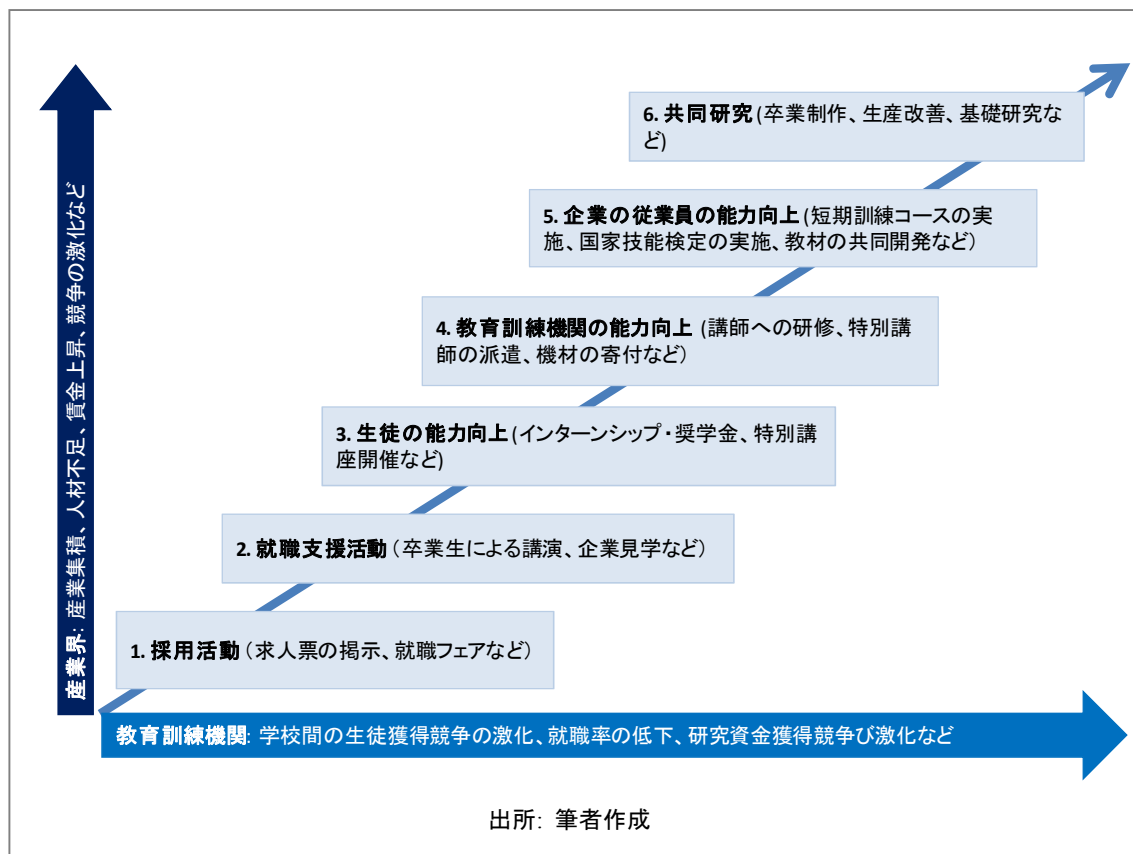 6. 共同研究(卒業制作、生産改善、基礎研究な
ど)
5. 企業の従業員の能力向上(短期訓練コースの実
施、国家技能検定の実施、教材の共同開発など）
4. 教育訓練機関の能力向上 (講師への研修、特別講
師の派遣、機材の寄付など）
3. 生徒の能力向上(インターンシップ・奨学金、特別講
座開催など)
2. 就職支援活動（卒業生による講演、企業見学など）
1. 採用活動（求人票の掲示、就職フェアなど）
産業界: 産業集積、人材不足、賃金上昇、競争の激化など
教育訓練機関: 学校間の生徒獲得競争の激化、就職率の低下、研究資金獲得競争び激化など
出所: 筆者作成